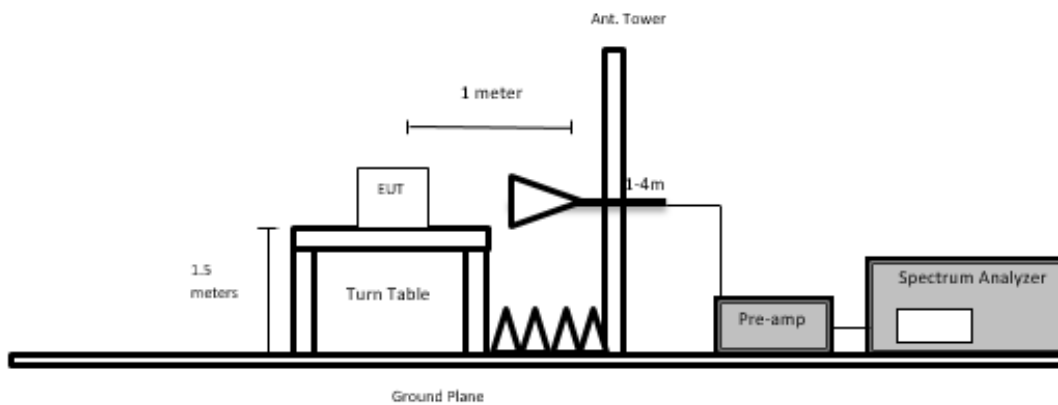 Ant. Tower
1 meter
EUT
1-4m
1.5
meters
Turn Table
Spectrum Analyzer
Pre-amp
Ground Plane